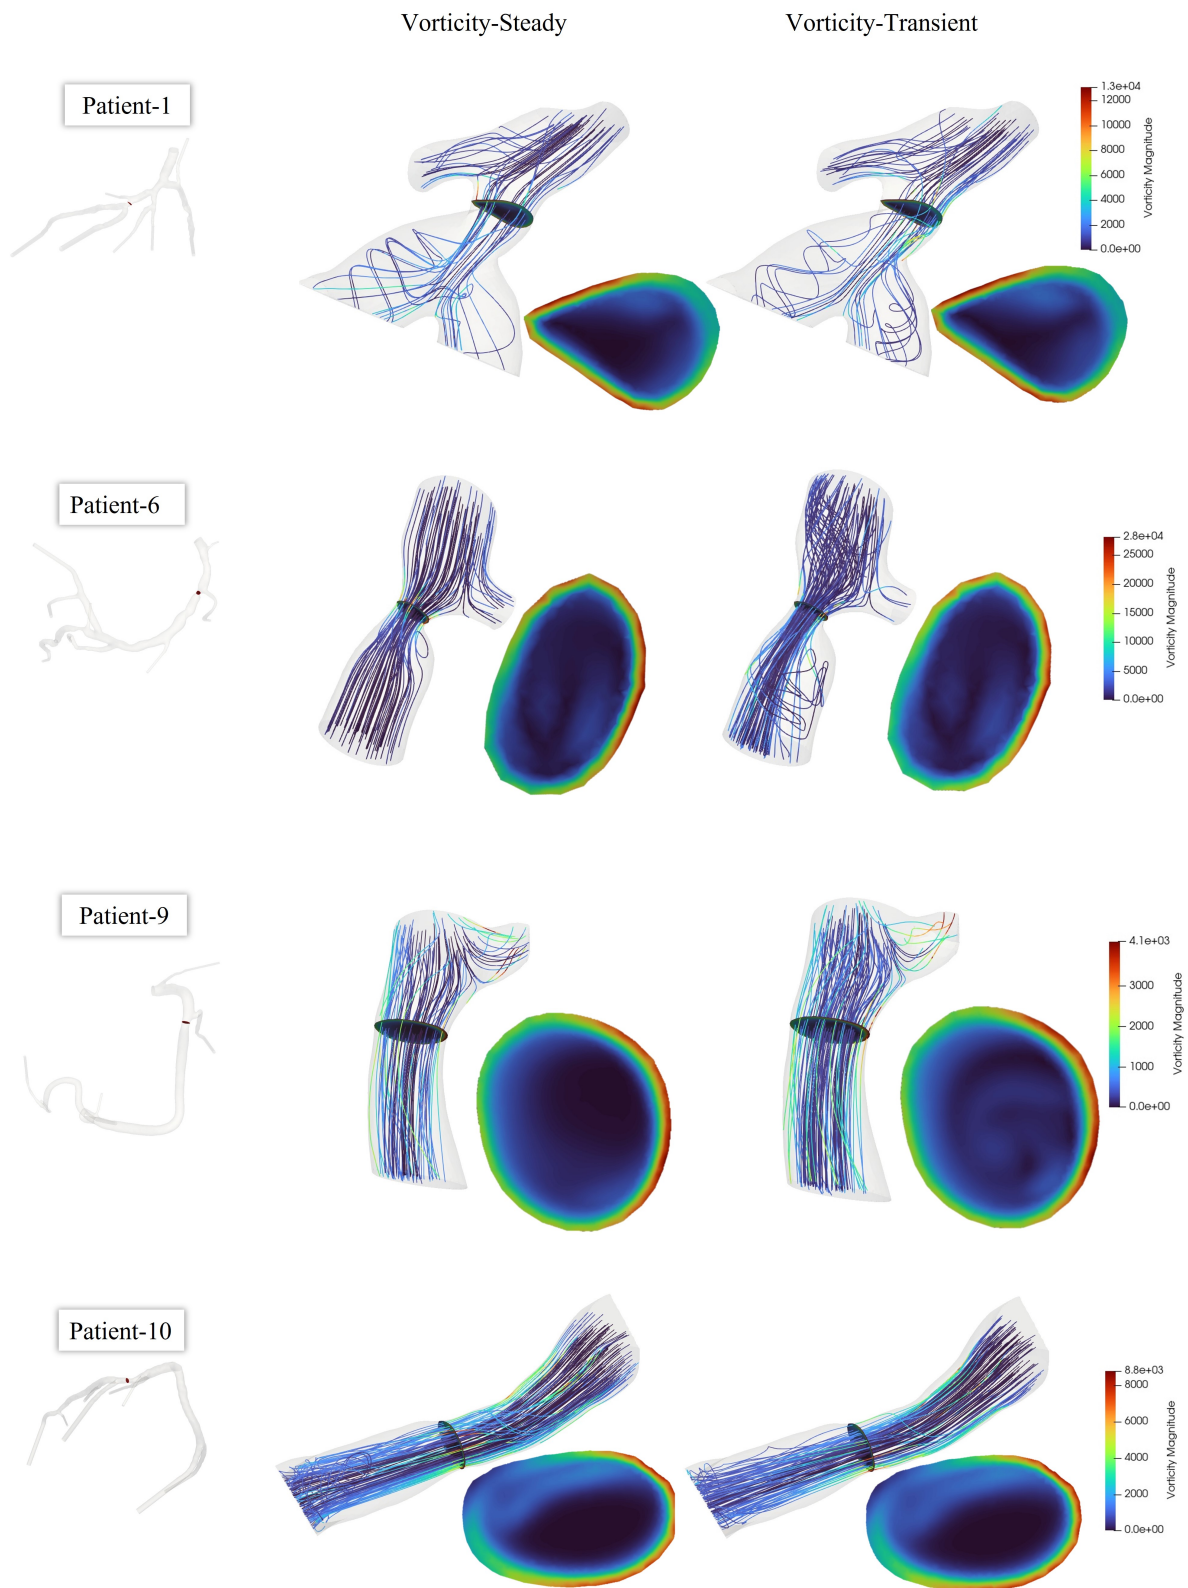 Vorticity-Steady Vorticity-Transient
Patient-1
1.3e+04
12000
10000
8000
6000
4000
2000
0.0e+00
Vorticity Magnitude
Patient-6
2.8e+04
25000
20000
15000
10000
5000
0.0e+00
Vorticity Magnitude
Patient-9
4.1e+03
3000
2000
1000
0.0e+00
Vorticity Magnitude
Patient-10
8.8e+03
8000
6000
4000
2000
0.0e+00
Vorticity Magnitude